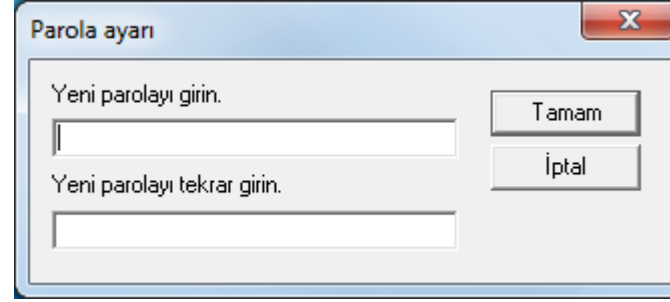 Parola ayarı
Yeni parolayı girin.
Tamam
İptal
Yeni parolayı tekrar girin.